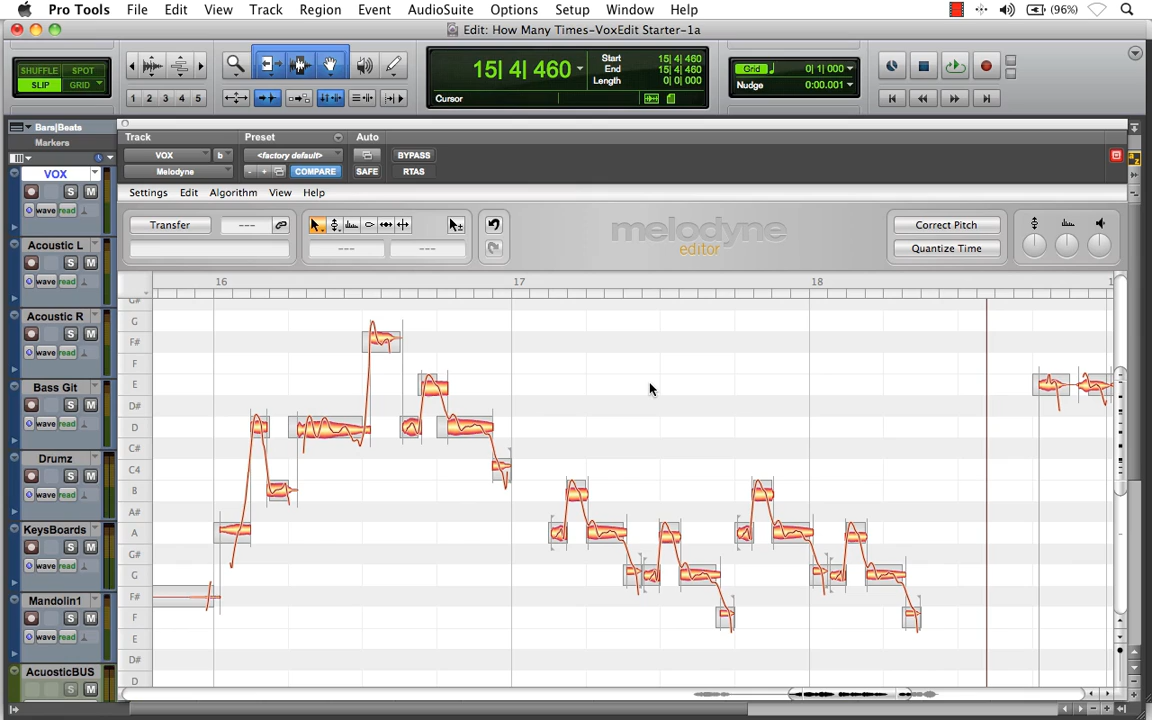 Pro Tools File Edit View Track Region Event AudioSuite Options Setup Window Help (96%)
Edit: How Many Times-VoxEdit Starter-1a
SHUFFLE SPOT
SLIP GRID
1 2 3 4 5
15| 4| 460
Start 15| 4| 460
End 15| 4| 460
Length 0| 0| 000
Cursor
Grid 0| 1| 000
Nudge 0:00.001
Bars|Beats
Markers
Track Preset Auto
VOX b <factory default> BYPASS
Melodyne - + COMPARE SAFE RTAS
Settings Edit Algorithm View Help
Transfer ---
--- ---
melodyne
editor
Correct Pitch
Quantize Time
16 17 18 1
G#
G
F#
F
E
D#
D
C#
C4
B
A#
A
G#
G
F#
F
E
D#
D
VOX
S M
wave read
Acoustic L
S M
wave read
Acoustic R
S M
wave read
Bass Git
S M
wave read
Drumz
S M
wave read
KeysBoards
S M
wave read
Mandolin1
S M
wave read
AcuosticBUS
S M
a
z